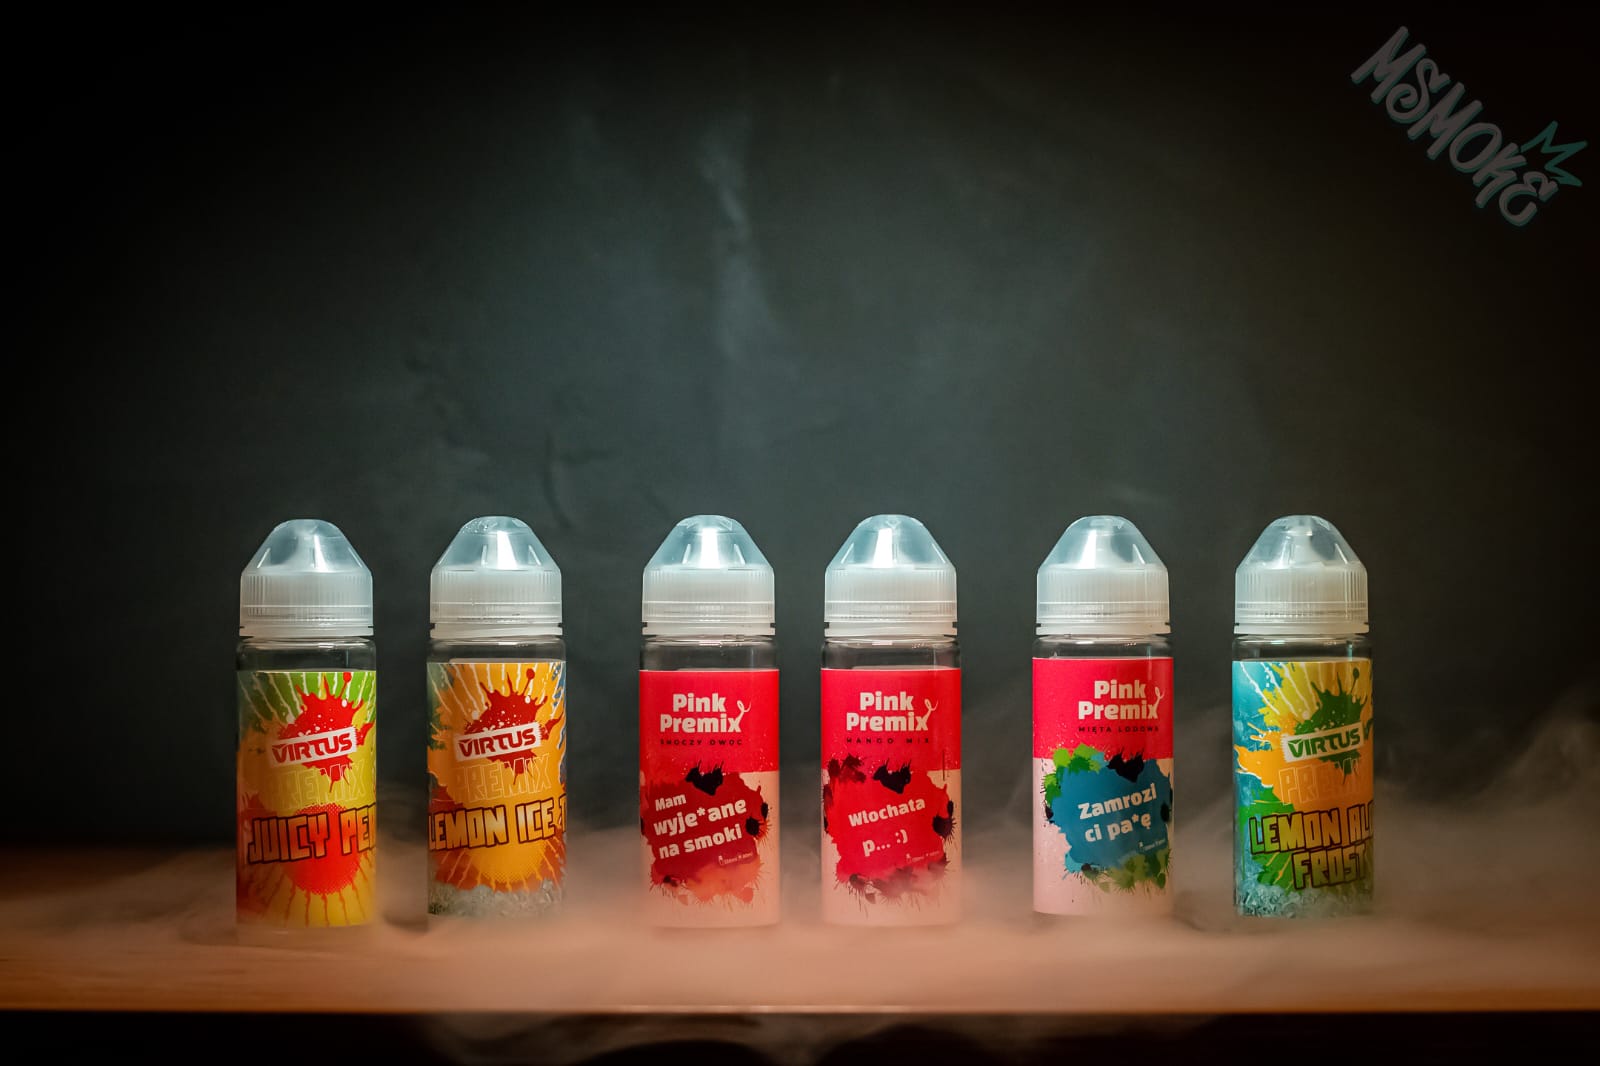 MSMOKE
VIRTUS
PREMIX
JUICY PE
VIRTUS
PREMIX
LEMON ICE T
Pink
Premix
SMOCZY OWOC
Mam
wyje*ane
na smoki
Pink
Premix
MANGO MIX
Włochata
p... :)
Pink
Premix
MIĘTA LODOWA
Zamrozi
ci pa*ę
VIRTUS
PREMIX
LEMON AL
FROST